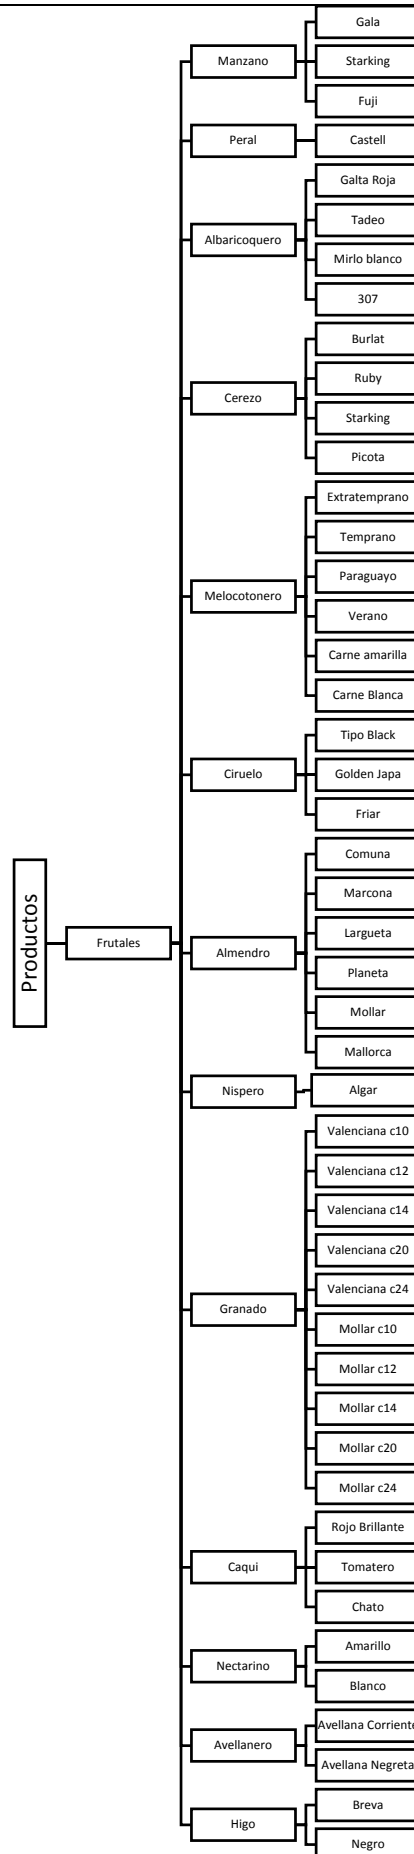 Productos
Frutales
Manzano
Gala
Starking
Fuji
Peral
Castell
Albaricoquero
Galta Roja
Tadeo
Mirlo blanco
307
Cerezo
Burlat
Ruby
Starking
Picota
Melocotonero
Extratemprano
Temprano
Paraguayo
Verano
Carne amarilla
Carne Blanca
Ciruelo
Tipo Black
Golden Japa
Friar
Almendro
Comuna
Marcona
Largueta
Planeta
Mollar
Mallorca
Nispero
Algar
Granado
Valenciana c10
Valenciana c12
Valenciana c14
Valenciana c20
Valenciana c24
Mollar c10
Mollar c12
Mollar c14
Mollar c20
Mollar c24
Caqui
Rojo Brillante
Tomatero
Chato
Nectarino
Amarillo
Blanco
Avellanero
Avellana Corriente
Avellana Negreta
Higo
Breva
Negro